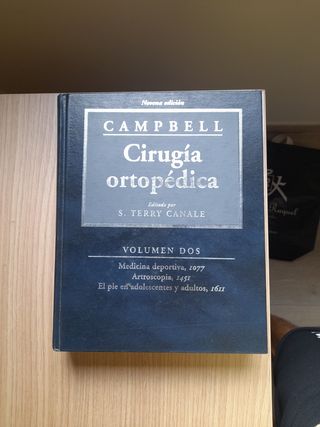 Novena edición
CAMPBELL
Cirugía
ortopédica
Editado por
S. TERRY CANALE
VOLUMEN DOS
Medicina deportiva, 1077
Artroscopia, 1451
El pie en adolescentes y adultos, 1611